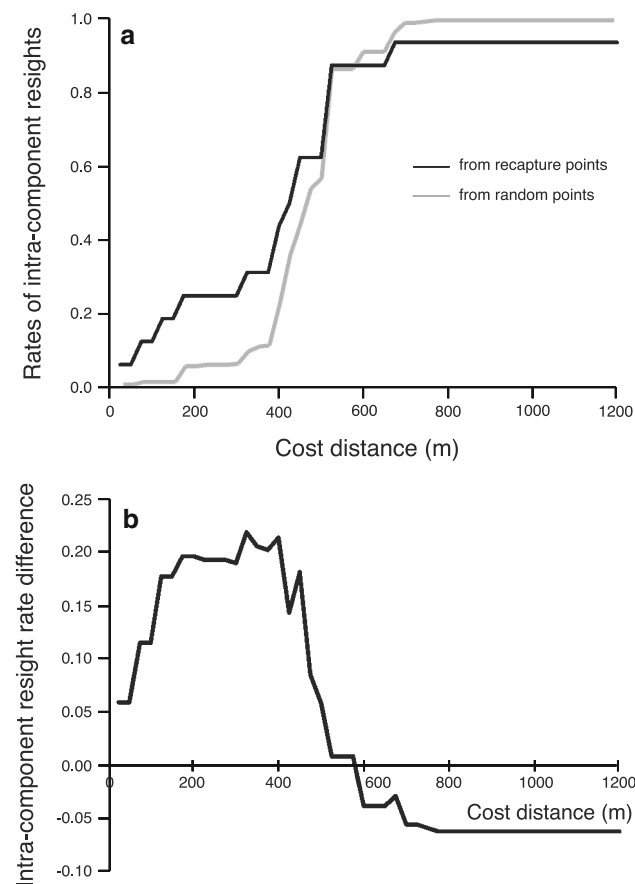 a
1.0
0.8
0.6
0.4
0.2
0.0
Rates of intra-component resights
from recapture points
from random points
0 200 400 600 800 1000 1200
Cost distance (m)
b
0.25
0.20
0.15
0.10
0.05
0.00
-0.05
-0.10
Intra-component resight rate difference
0 200 400 600 800 1000 1200
Cost distance (m)